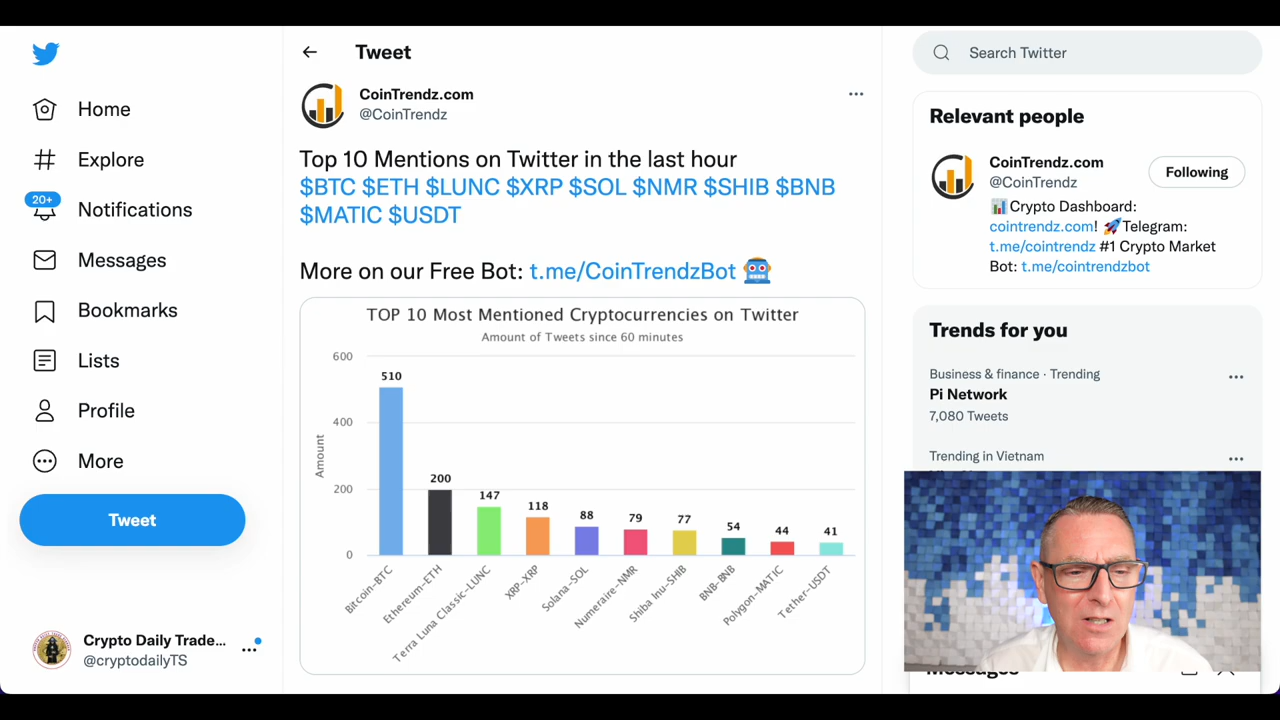 Home
Explore
20+
Notifications
Messages
Bookmarks
Lists
Profile
More
Tweet
Crypto Daily Trade...
@cryptodailyTS
Tweet
CoinTrendz.com
@CoinTrendz
Top 10 Mentions on Twitter in the last hour
$BTC $ETH $LUNC $XRP $SOL $NMR $SHIB $BNB
$MATIC $USDT
More on our Free Bot: t.me/CoinTrendzBot 🤖
TOP 10 Most Mentioned Cryptocurrencies on Twitter
Amount of Tweets since 60 minutes
Amount
600
400
200
0
510
200
147
118
88
79
77
54
44
41
Bitcoin-BTC
Ethereum-ETH
Terra Luna Classic-LUNC
XRP-XRP
Solana-SOL
Numeraire-NMR
Shiba Inu-SHIB
BNB-BNB
Polygon-MATIC
Tether-USDT
Search Twitter
Relevant people
CoinTrendz.com
@CoinTrendz
Following
📊Crypto Dashboard:
cointrendz.com! 🚀Telegram:
t.me/cointrendz #1 Crypto Market
Bot: t.me/cointrendzbot
Trends for you
Business & finance · Trending
Pi Network
7,080 Tweets
Trending in Vietnam
Messages